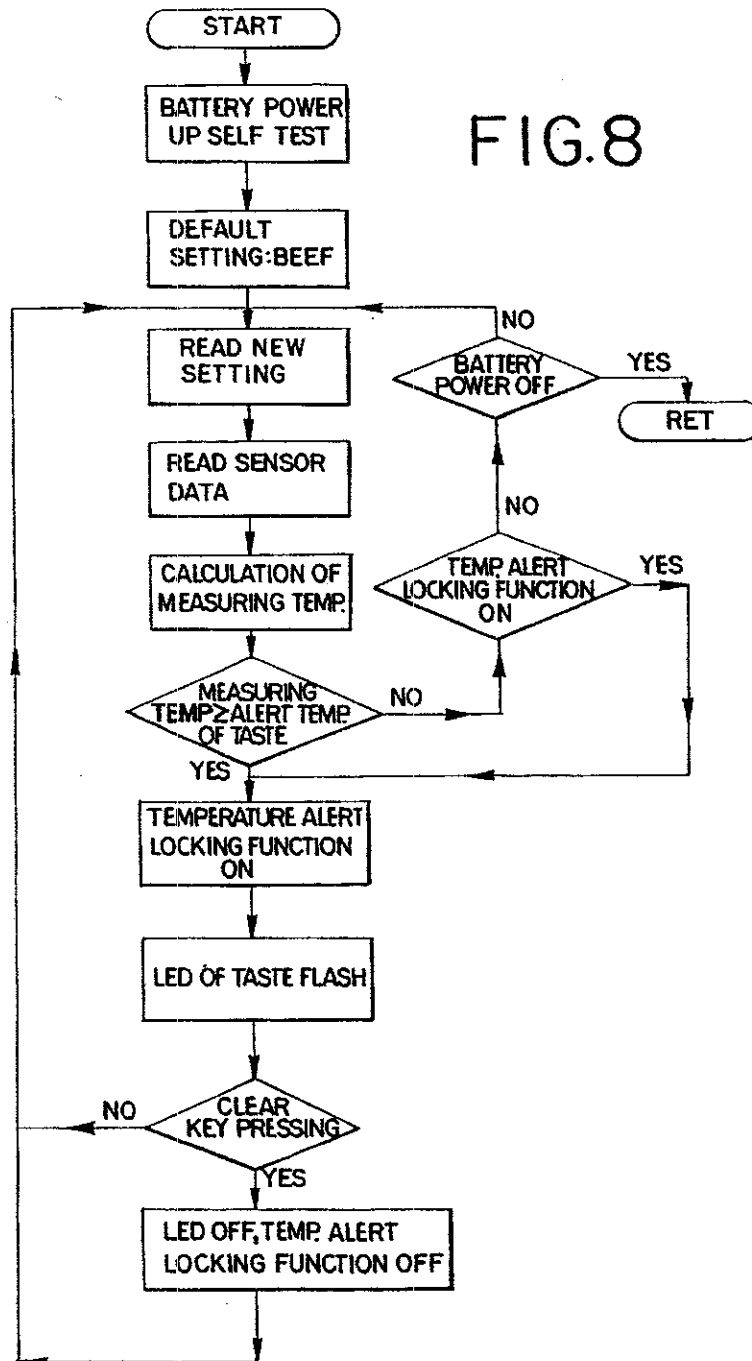 START
BATTERY POWER
UP SELF TEST
FIG.8
DEFAULT
SETTING:BEEF
READ NEW
SETTING
NO
BATTERY
POWER OFF
YES
RET
READ SENSOR
DATA
NO
CALCULATION OF
MEASURING TEMP.
TEMP. ALERT
LOCKING FUNCTION
ON
YES
MEASURING
TEMP≥ALERT TEMP.
OF TASTE
NO
YES
TEMPERATURE ALERT
LOCKING FUNCTION
ON
LED OF TASTE FLASH
CLEAR
KEY PRESSING
NO
YES
LED OFF,TEMP. ALERT
LOCKING FUNCTION OFF